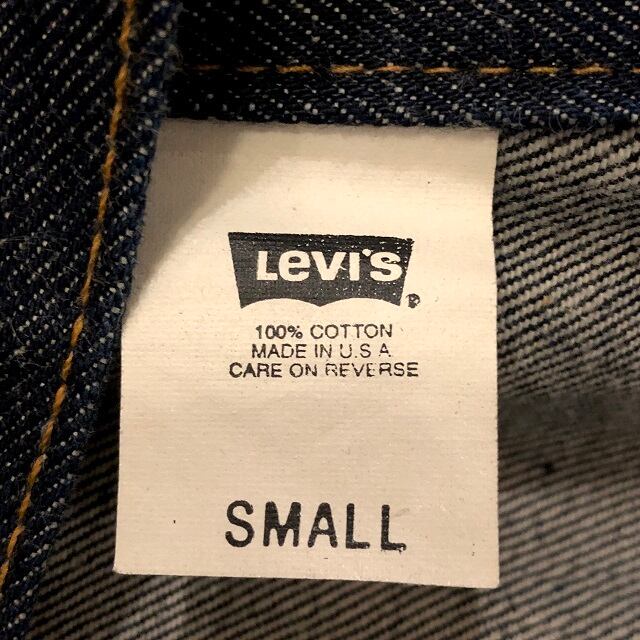 LEVI'S
100% COTTON
MADE IN U.S.A.
CARE ON REVERSE
SMALL